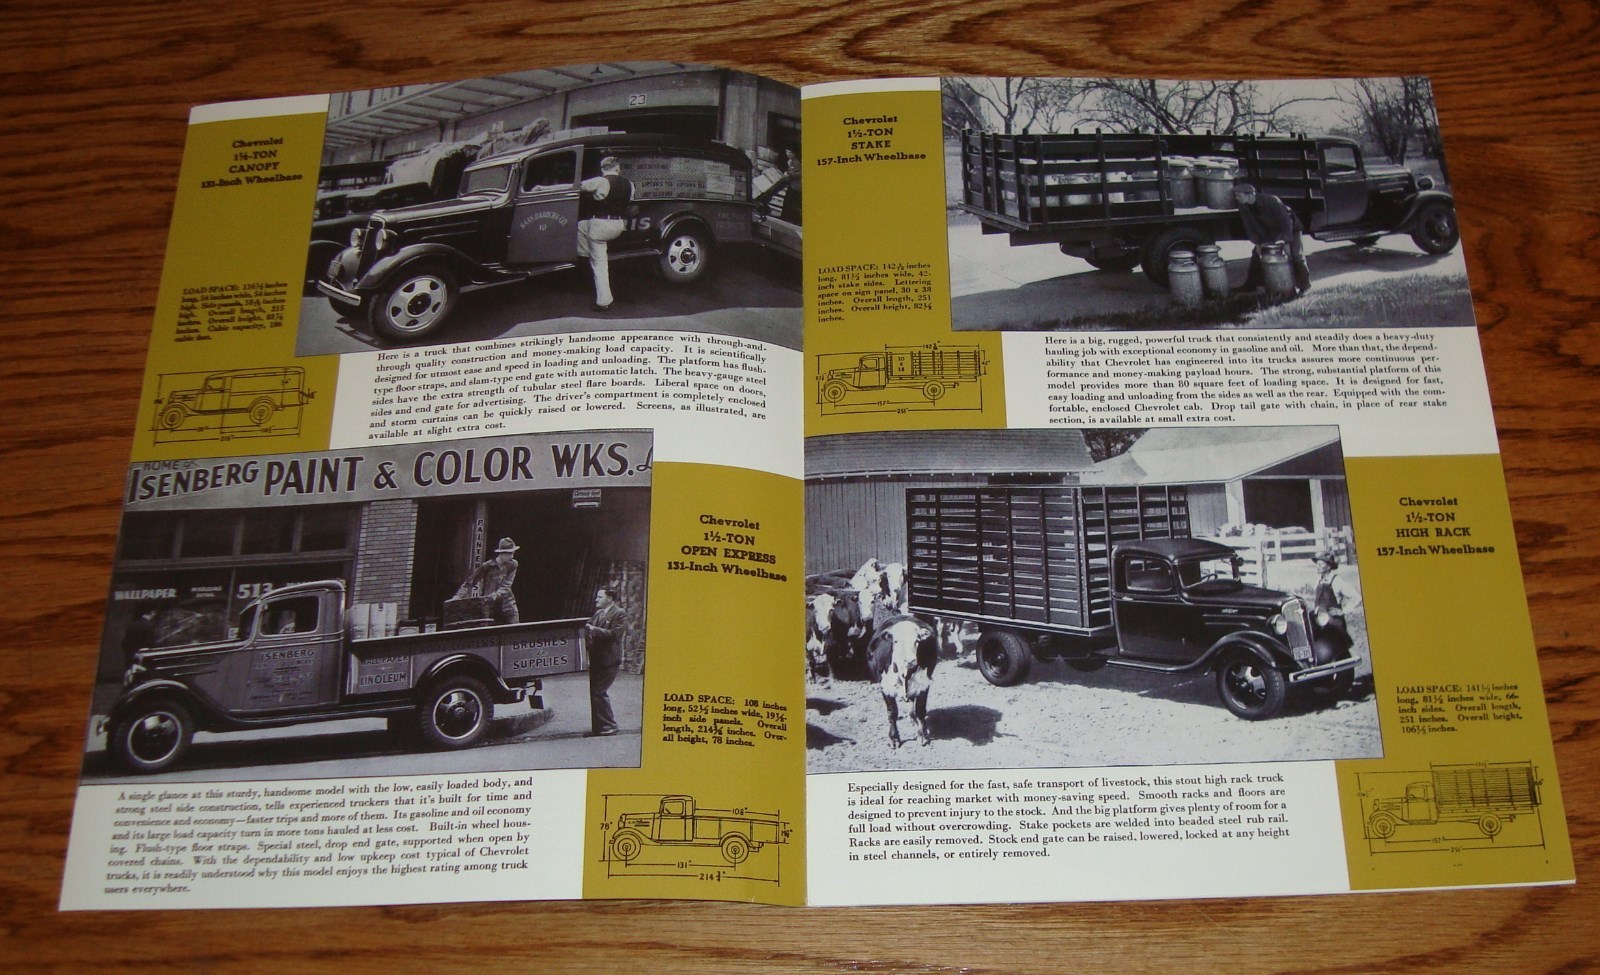 Chevrolet
1½-TON
CANOPY
131-Inch Wheelbase
23
LOAD SPACE:
Here is a truck that combines strikingly handsome appearance with through-and-
through quality construction and money-making load capacity. It is scientifically
designed for utmost ease and speed in loading and unloading. The platform has flush-
type floor straps, and slam-type end gate with automatic latch. The heavy-gauge steel
sides have the extra strength of tubular steel flare boards. Liberal space on doors,
sides and end gate for advertising. The driver's compartment is completely enclosed
and storm curtains can be quickly raised or lowered. Screens, as illustrated, are
available at slight extra cost.
ISENBERG PAINT & COLOR WKS.
PAINTS
WALLPAPER
513
ISENBERG
WALLPAPER
LINOLEUM
BRUSHES
SUPPLIES
Chevrolet
1½-TON
OPEN EXPRESS
131-Inch Wheelbase
LOAD SPACE: 108 inches
long, 52½ inches wide, 19¼-
inch side panels. Overall
length, 214¾ inches. Over-
all height, 78 inches.
A single glance at this sturdy, handsome model with the low, easily loaded body, and
strong steel side construction, tells experienced truckers that it's built for time and
convenience and economy—faster trips and more of them. Its gasoline and oil economy
and its large load capacity turn in more tons hauled at less cost. Built-in wheel hous-
ing. Flush-type floor straps. Special steel, drop end gate, supported when open by
covered chains. With the dependability and low upkeep cost typical of Chevrolet
trucks, it is readily understood why this model enjoys the highest rating among truck
users everywhere.
78"
108"
131"
214¾"
Chevrolet
1½-TON
STAKE
157-Inch Wheelbase
LOAD SPACE: inches
long, 81½ inches wide, 42-
inch stake sides. Lettering
space on sign panel, 30 x 38
inches. Overall length, 251
inches. Overall height, 82¼
inches.
157"
251"
Here is a big, rugged, powerful truck that consistently and steadily does a heavy-duty
hauling job with exceptional economy in gasoline and oil. More than that, the depend-
ability that Chevrolet has engineered into its trucks assures more continuous per-
formance and money-making payload hours. The strong, substantial platform of this
model provides more than 80 square feet of loading space. It is designed for fast,
easy loading and unloading from the sides as well as the rear. Equipped with the com-
fortable, enclosed Chevrolet cab. Drop tail gate with chain, in place of rear stake
section, is available at small extra cost.
Chevrolet
1½-TON
HIGH RACK
157-Inch Wheelbase
LOAD SPACE: 141½ inches
long, 81½ inches wide, 66-
inch sides. Overall length,
251 inches. Overall height,
106½ inches.
157"
Especially designed for the fast, safe transport of livestock, this stout high rack truck
is ideal for reaching market with money-saving speed. Smooth racks and floors are
designed to prevent injury to the stock. And the big platform gives plenty of room for a
full load without overcrowding. Stake pockets are welded into beaded steel rub rail.
Racks are easily removed. Stock end gate can be raised, lowered, locked at any height
in steel channels, or entirely removed.